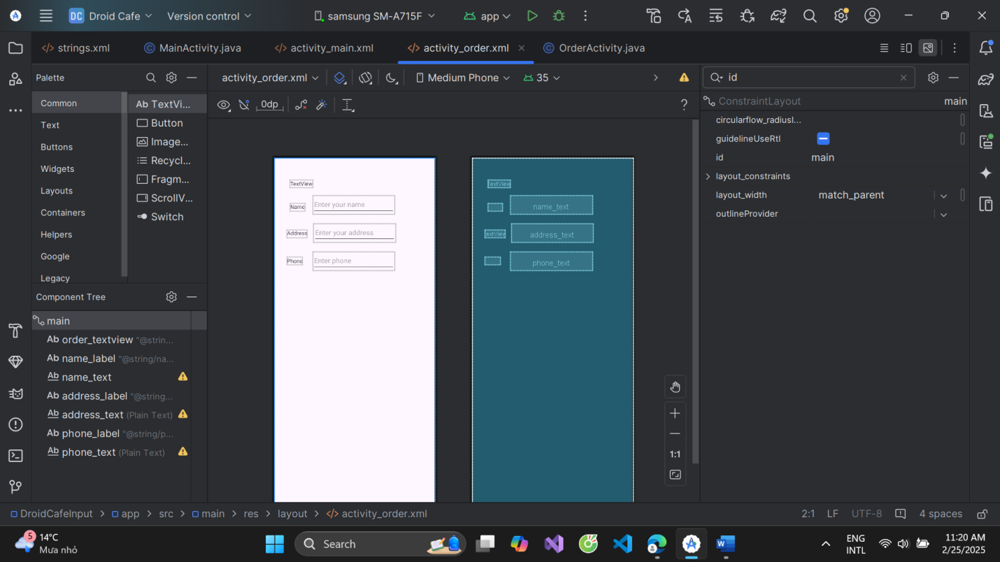 DC Droid Cafe Version control samsung SM-A715F app
strings.xml MainActivity.java activity_main.xml activity_order.xml OrderActivity.java
Palette
Common
Text
Buttons
Widgets
Layouts
Containers
Helpers
Google
Legacy
Ab TextVi...
Button
Image...
Recycl...
Fragm...
ScrollV...
Switch
Component Tree
main
Ab order_textview "@strin...
Ab name_label "@string/na...
Ab name_text
Ab address_label "@string...
Ab address_text (Plain Text)
Ab phone_label "@string/p...
Ab phone_text (Plain Text)
activity_order.xml Medium Phone 35
0dp ?
TextView
Name Enter your name
Address Enter your address
Phone Enter phone
TextView
name_text
extView address_text
phone_text
1:1
id
ConstraintLayout main
circularflow_radiusI...
guidelineUseRtl
id main
layout_constraints
layout_width match_parent
outlineProvider
DroidCafeInput > app > src > main > res > layout > activity_order.xml 2:1 LF UTF-8 4 spaces
5 14°C
Mưa nhỏ
Search
ENG
INTL
11:20 AM
2/25/2025